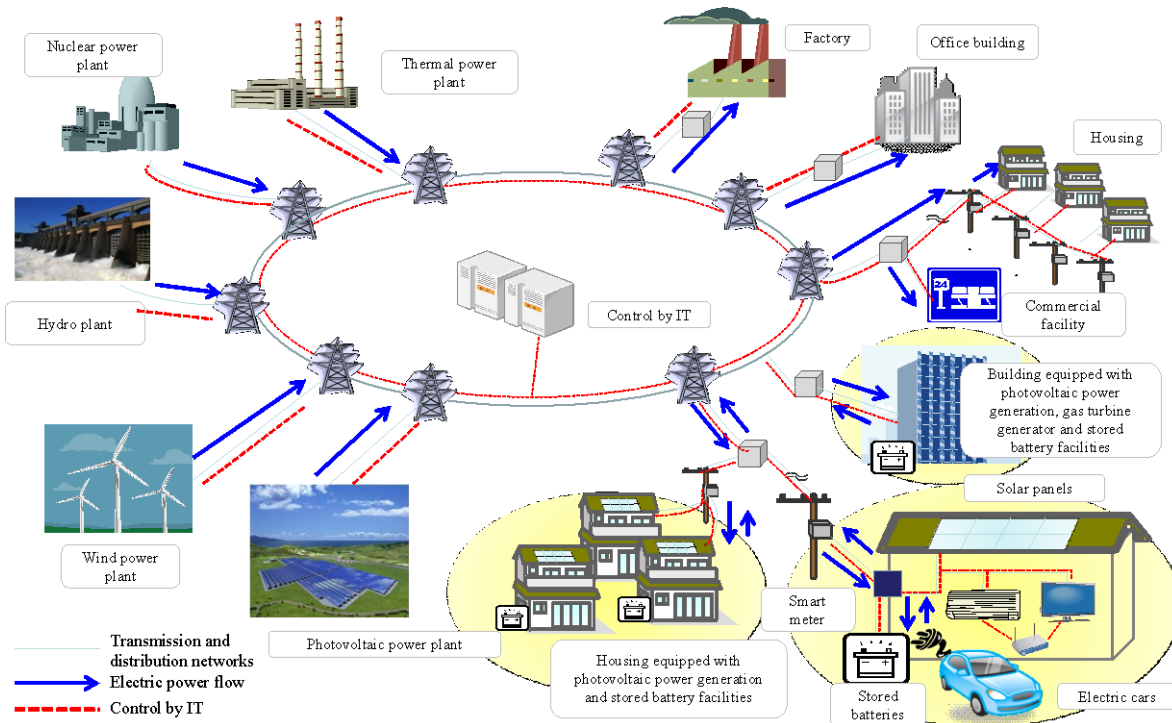 Nuclear power
plant
Thermal power
plant
Factory
Office building
Housing
Hydro plant
Control by IT
24
Commercial
facility
Building equipped with
photovoltaic power
generation, gas turbine
generator and stored
battery facilities
Solar panels
Wind power
plant
Photovoltaic power plant
Smart
meter
Housing equipped with
photovoltaic power generation
and stored battery facilities
Stored
batteries
Electric cars
Transmission and
distribution networks
Electric power flow
Control by IT